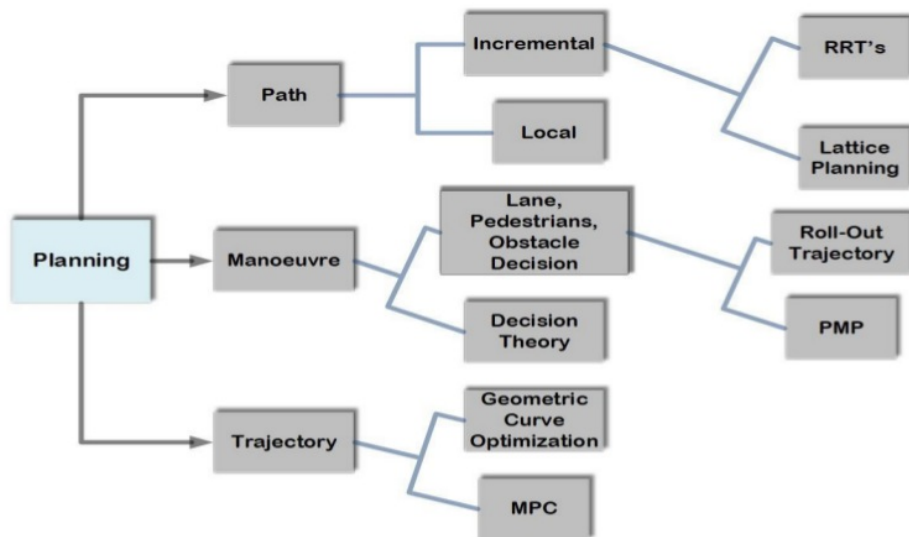 Incremental
RRT's
Path
Local
Lattice
Planning
Lane,
Pedestrians,
Obstacle
Decision
Roll-Out
Trajectory
Planning
Manoeuvre
Decision
Theory
PMP
Geometric
Curve
Optimization
Trajectory
MPC